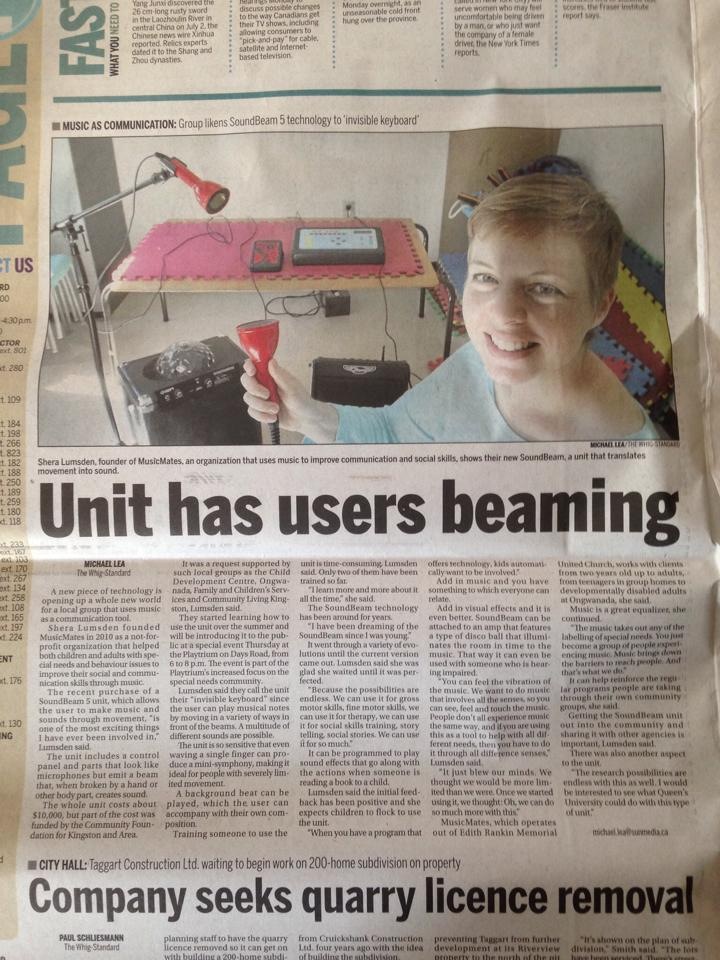 FAST
WHAT YOU NEED TO
PAGE
Yang Junxi discovered the
26 cm-long rusty sword
in the Laozhoulin River in
central China on July 2, the
Chinese news wire Xinhua
reported. Relics experts
dated it to the Shang and
Zhou dynasties.
hearings Monday to
discuss possible changes
to the way Canadians get
their TV shows, including
allowing consumers to
"pick-and-pay" for cable,
satellite and Internet-
based television.
Monday overnight, as an
unseasonable cold front
hung over the province.
serve women who may feel
uncomfortable being driven
by a man, or who just want
the company of a female
driver, the New York Times
reports.
scores, the Fraser Institute
report says.
CT US
RD
00
-4:30 p.m.
CTOR
ext. 801
xt. 280
t. 109
t. 184
t. 198
t. 266
t. 823
t. 182
t. 188
t. 250
t. 189
t. 259
t. 180
xt. 118
xt. 233
ext. 167
ext. 103
ext. 170
ext. 267
ext. 134
ext. 258
ext. 108
ext. 165
ext. 197
ext. 224
ENT
xt. 176
xt. 130
ING
MUSIC AS COMMUNICATION: Group likens SoundBeam 5 technology to 'invisible keyboard'
MICHAEL LEA/THE WHIG-STANDARD
Shera Lumsden, founder of MusicMates, an organization that uses music to improve communication and social skills, shows their new SoundBeam, a unit that translates
movement into sound.
Unit has users beaming
MICHAEL LEA
The Whig-Standard
A new piece of technology is
opening up a whole new world
for a local group that uses music
as a communication tool.
Shera Lumsden founded
MusicMates in 2010 as a not-for-
profit organization that helped
both children and adults with spe-
cial needs and behaviour issues to
improve their social and commu-
nication skills through music.
The recent purchase of a
SoundBeam 5 unit, which allows
the user to make music and
sounds through movement, "is
one of the most exciting things
I have ever been involved in,"
Lumsden said.
The unit includes a control
panel and parts that look like
microphones but emit a beam
that, when broken by a hand or
other body part, creates sound.
The whole unit costs about
$10,000, but part of the cost was
funded by the Community Foun-
dation for Kingston and Area.
It was a request supported by
such local groups as the Child
Development Centre, Ongwa-
nada, Family and Children's Serv-
ices and Community Living King-
ston, Lumsden said.
They started learning how to
use the unit over the summer and
will be introducing it to the pub-
lic at a special event Thursday at
the Playtrium on Days Road, from
6 to 8 p.m. The event is part of the
Playtrium's increased focus on the
special needs community.
Lumsden said they call the unit
their "invisible keyboard" since
the user can play musical notes
by moving in a variety of ways in
front of the beams. A multitude of
different sounds are possible.
The unit is so sensitive that even
waving a single finger can pro-
duce a mini-symphony, making it
ideal for people with severely lim-
ited movement.
A background beat can be
played, which the user can
accompany with their own com-
position.
Training someone to use the
unit is time-consuming, Lumsden
said. Only two of them have been
trained so far.
"I learn more and more about it
all the time," she said.
The SoundBeam technology
has been around for years.
"I have been dreaming of the
SoundBeam since I was young."
It went through a variety of evo-
lutions until the current version
came out. Lumsden said she was
glad she waited until it was per-
fected.
"Because the possibilities are
endless. We can use it for gross
motor skills, fine motor skills, we
can use it for therapy, we can use
it for social skills training, story
telling, social stories. We can use
it for so much."
It can be programmed to play
sound effects that go along with
the actions when someone is
reading a book to a child.
Lumsden said the initial feed-
back has been positive and she
expects children to flock to use
the unit.
"When you have a program that
offers technology, kids automati-
cally want to be involved."
Add in music and you have
something to which everyone can
relate.
Add in visual effects and it is
even better. SoundBeam can be
attached to an amp that features
a type of disco ball that illumi-
nates the room in time to the
music. That way it can even be
used with someone who is hear-
ing impaired.
"You can feel the vibration of
the music. We want to do music
that involves all the senses, so you
can see, feel and touch the music.
People don't all experience music
the same way, and if you are using
this as a tool to help with all dif-
ferent needs, then you have to do
it through all difference senses,"
Lumsden said.
"It just blew our minds. We
thought we would be more lim-
ited than we were. Once we started
using it, we thought: Oh, we can do
so much more with this."
MusicMates, which operates
out of Edith Rankin Memorial
United Church, works with clients
from two years old up to adults,
from teenagers in group homes to
developmentally disabled adults
at Ongwanada, she said.
Music is a great equalizer, she
continued.
"The music takes out any of the
labelling of special needs. You just
become a group of people experi-
encing music. Music brings down
the barriers to reach people. And
that's what we do."
It can help reinforce the regu-
lar programs people are taking
through their own community
groups, she said.
Getting the SoundBeam unit
out into the community and
sharing it with other agencies is
important, Lumsden said.
There was also another aspect
to the unit.
"The research possibilities are
endless with this as well. I would
be interested to see what Queen's
University could do with this type
of unit."
michael.lea@sunmedia.ca
CITY HALL: Taggart Construction Ltd. waiting to begin work on 200-home subdivision on property
Company seeks quarry licence removal
PAUL SCHLIESMANN
The Whig-Standard
planning staff to have the quarry
licence removed so it can get on
with building a 200-home subdi-
from Cruickshank Construction
Ltd. four years ago with the idea
of building the subdivision.
preventing Taggart from further
development at its Riverview
property to the north of the pit
"It's shown on the plan of sub-
division," Smith said. "The lots